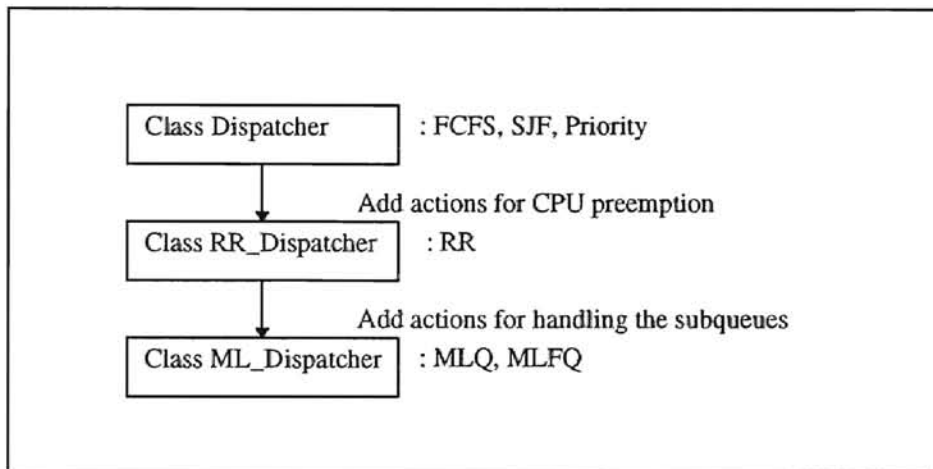 Class Dispatcher : FCFS, SJF, Priority
Add actions for CPU preemption
Class RR_Dispatcher : RR
Add actions for handling the subqueues
Class ML_Dispatcher : MLQ, MLFQ